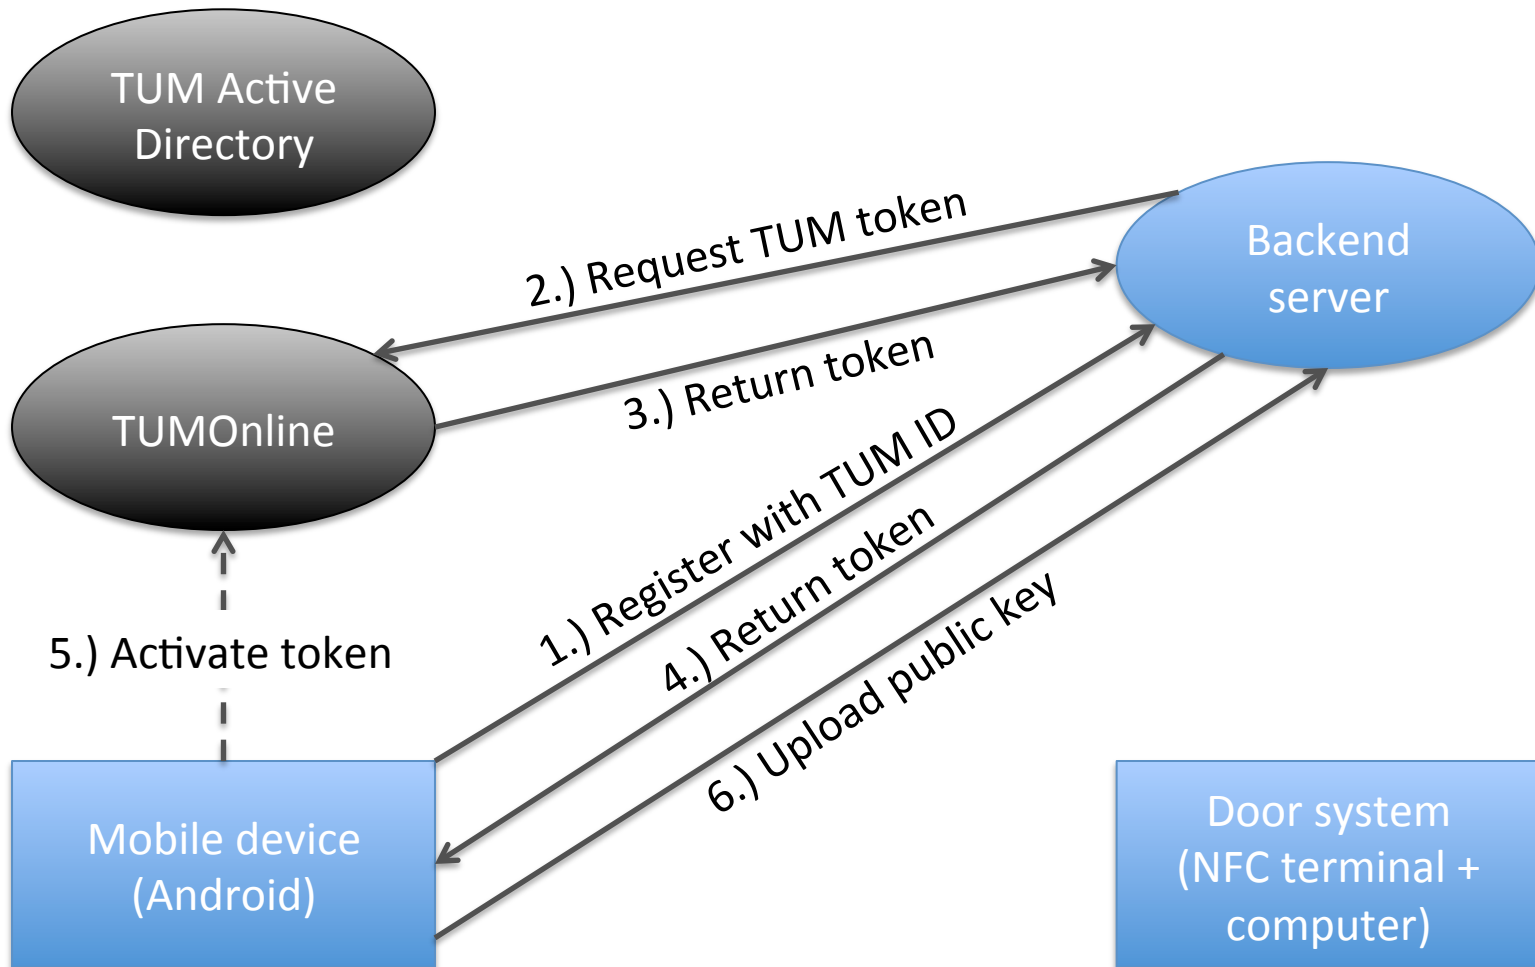 TUM Active
Directory
2.) Request TUM token
Backend
server
3.) Return token
TUMOnline
1.) Register with TUM ID
4.) Return token
5.) Activate token
6.) Upload public key
Mobile device
(Android)
Door system
(NFC terminal +
computer)